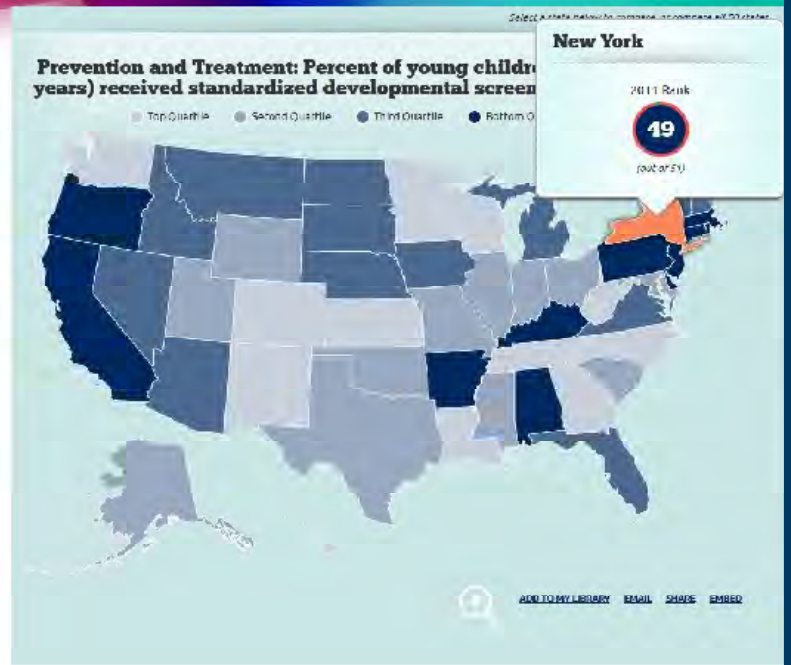 Select a state below to compare, or compare all 50 states
New York
Prevention and Treatment: Percent of young childre
years) received standardized developmental screen
2011 Rank
Top Quartile Second Quartile Third Quartile Bottom Q
49
(out of 51)
ADD TO MY LIBRARY EMAIL SHARE EMBED